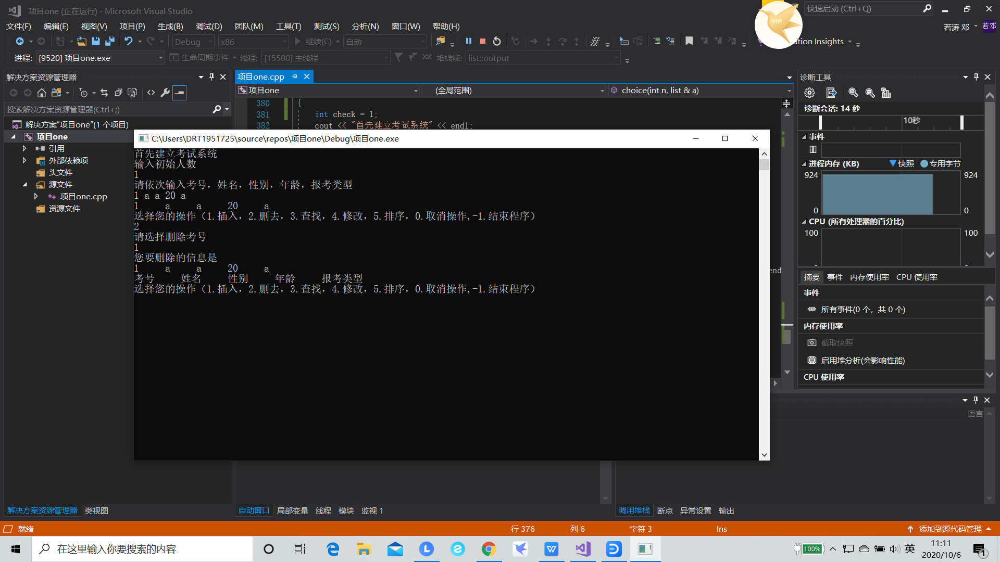 项目one (正在运行) - Microsoft Visual Studio
快速启动 (Ctrl+Q)
VIP
文件(F) 编辑(E) 视图(V) 项目(P) 生成(B) 调试(D) 团队(M) 工具(T) 测试(S) 分析(N) 窗口(W) 帮助(H)
若涛 邓 若邓
Debug x86 继续(C) 自动 ation Insights
进程: [9520] 项目one.exe 生命周期事件 线程: [15580] 主线程 堆栈帧: list::output
解决方案资源管理器
搜索解决方案资源管理器(Ctrl+;)
解决方案"项目one"(1 个项目)
项目one
引用
外部依赖项
头文件
源文件
项目one.cpp
资源文件
解决方案资源管理器 类视图
项目one.cpp
项目one (全局范围) choice(int n, list & a)
380 {
381 int check = 1;
382 cout << "首先建立考试系统" << endl;
end
C:\Users\DRT1951725\source\repos\项目one\Debug\项目one.exe
首先建立考试系统
输入初始人数
1
请依次输入考号，姓名，性别，年龄，报考类型
1 a a 20 a
1 a a 20 a
选择您的操作（1.插入，2.删去，3.查找，4.修改，5.排序，0.取消操作,-1.结束程序）
2
请选择删除考号
1
您要删除的信息是
1 a a 20 a
考号 姓名 性别 年龄 报考类型
选择您的操作（1.插入，2.删去，3.查找，4.修改，5.排序，0.取消操作,-1.结束程序）
诊断工具
诊断会话: 14 秒
10秒
事件
进程内存 (KB) 快照 专用字节
924 924
0 0
CPU (所有处理器的百分比)
100 100
摘要 事件 内存使用率 CPU 使用率
事件
所有事件(0 个，共 0 个)
内存使用率
截取快照
启用堆分析(会影响性能)
CPU 使用率
语言
自动窗口 局部变量 线程 模块 监视 1
调用堆栈 断点 异常设置 输出
就绪 行 376 列 6 字符 3 Ins 添加到源代码管理
在这里输入你要搜索的内容
100% 英 11:11
2020/10/6
1